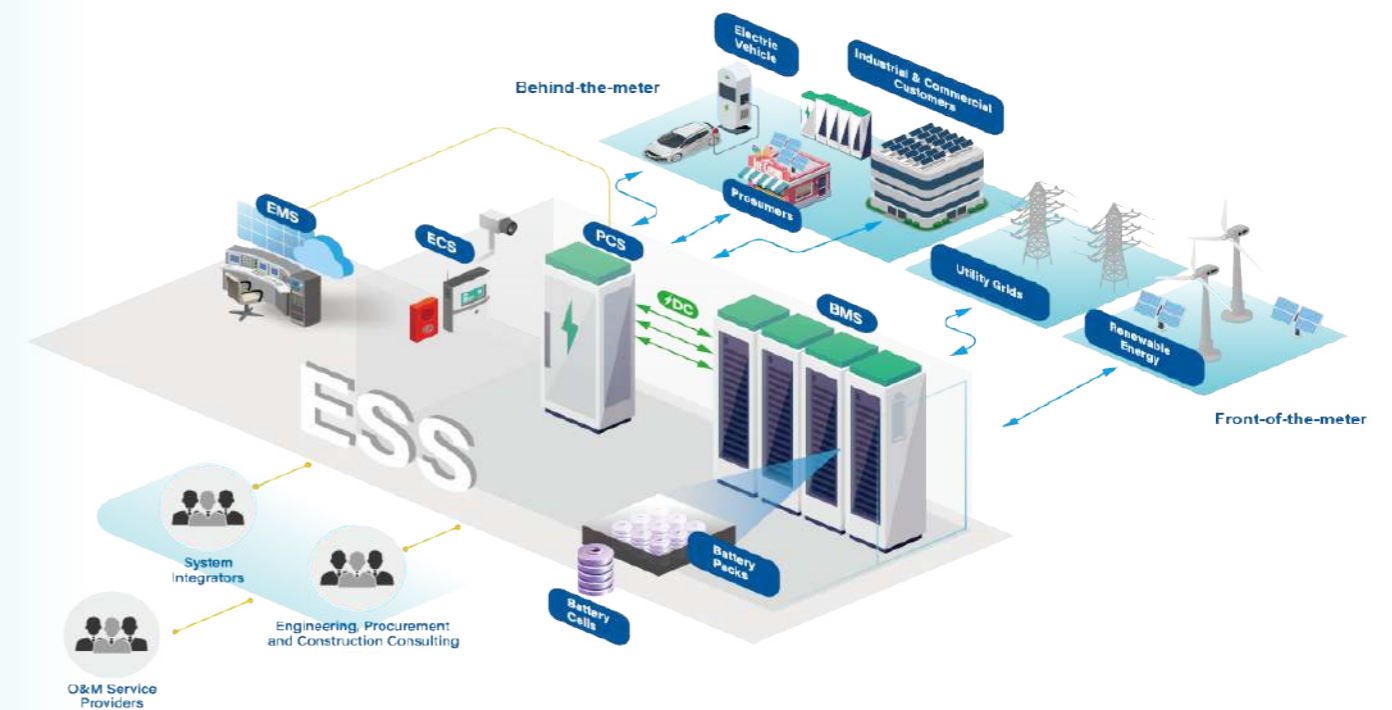 Electric
Vehicle
Industrial & Commercial
Customers
Behind-the-meter
Prosumers
EMS
ECS
PCS
DC
BMS
Utility Grids
Renewable
Energy
Front-of-the-meter
ESS
System
Integrators
Battery
Packs
Battery
Cells
Engineering, Procurement
and Construction Consulting
O&M Service
Providers